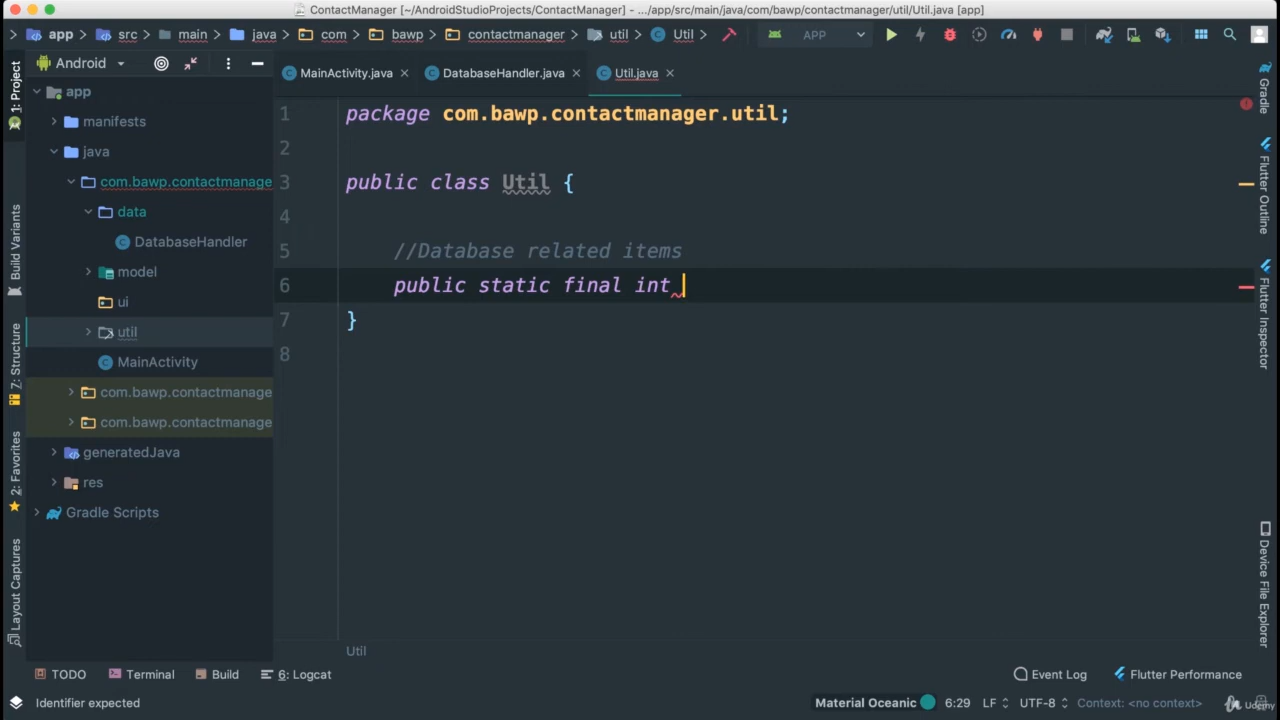 ContactManager [~/AndroidStudioProjects/ContactManager] - .../app/src/main/java/com/bawp/contactmanager/util/Util.java [app]
app src main java com bawp contactmanager util Util APP
Android
MainActivity.java DatabaseHandler.java Util.java
1: Project
Build Variants
7: Structure
2: Favorites
Layout Captures
app
manifests
java
com.bawp.contactmanage
data
DatabaseHandler
model
ui
util
MainActivity
com.bawp.contactmanage
com.bawp.contactmanage
generatedJava
res
Gradle Scripts
1 package com.bawp.contactmanager.util;
2
3 public class Util {
4
5 //Database related items
6 public static final int
7 }
8
Util
Gradle
Flutter Outline
Flutter Inspector
Device File Explorer
TODO Terminal Build 6: Logcat Event Log Flutter Performance
Identifier expected Material Oceanic 6:29 LF UTF-8 Context: <no context>
Udemy